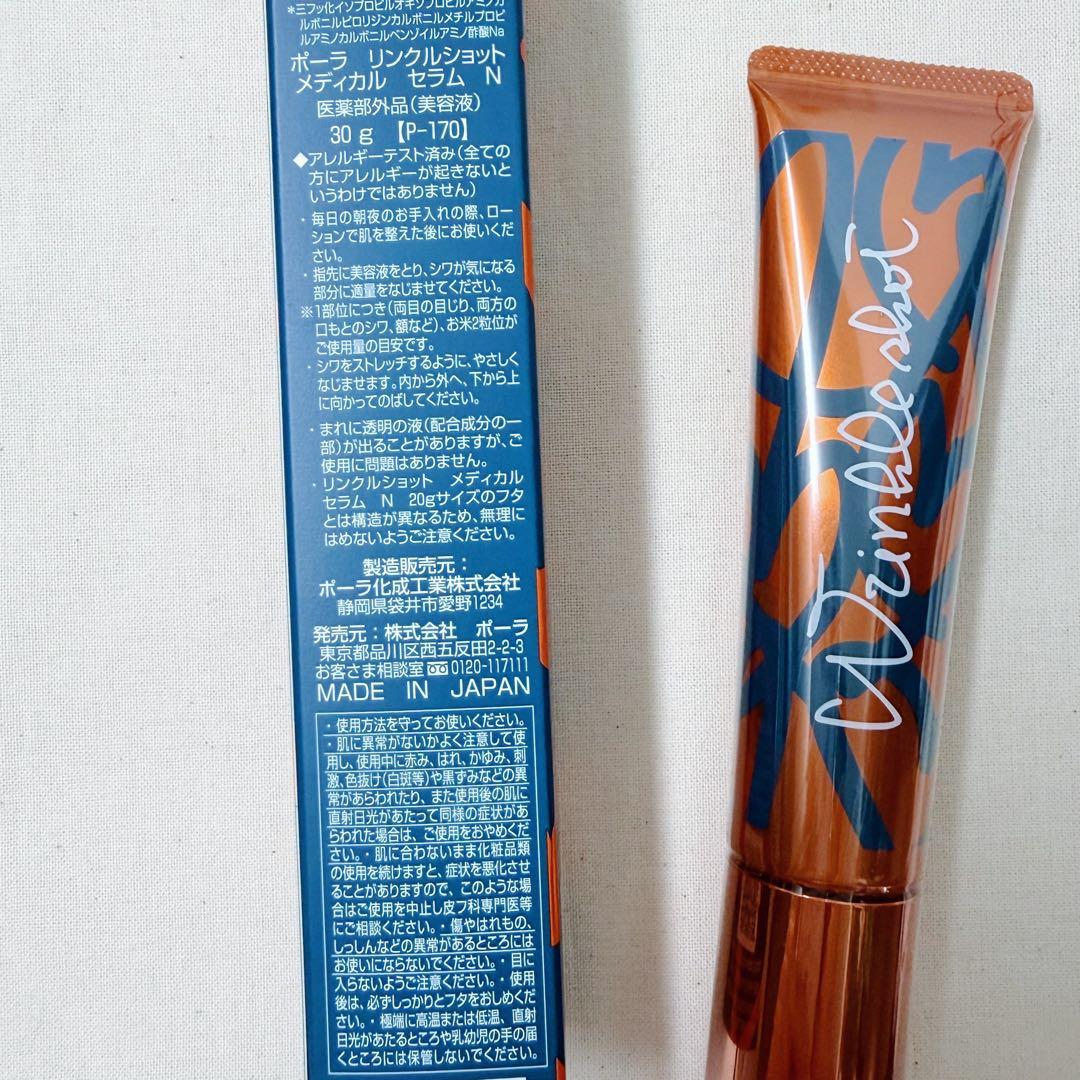 *三フッ化イソプロピルオキソプロピルアミノカ
ルボニルピロリジンカルボニルメチルプロピ
ルアミノカルボニルベンゾイルアミノ酢酸Na
ポーラ リンクルショット
メディカル セラム N
医薬部外品(美容液)
30g 【P-170】
◆アレルギーテスト済み(全ての
方にアレルギーが起きないと
いうわけではありません)
・毎日の朝夜のお手入れの際、ロー
ションで肌を整えた後にお使いくだ
さい。
・指先に美容液をとり、シワが気になる
部分に適量をなじませてください。
※1部位につき(両目の目じり、両方の
口もとのシワ、額など)、お米2粒位が
ご使用量の目安です。
・シワをストレッチするように、やさしく
なじませます。内から外へ、下から上
に向かってのばしてください。
・まれに透明の液(配合成分の一
部)が出ることがありますが、ご
使用に問題はありません。
・リンクルショット メディカル
セラム N 20gサイズのフタ
とは構造が異なるため、無理に
はめないようご注意ください。
製造販売元:
ポーラ化成工業株式会社
静岡県袋井市愛野1234
発売元:株式会社 ポーラ
東京都品川区西五反田2-2-3
お客さま相談室 0120-117111
MADE IN JAPAN
・使用方法を守ってお使いください。
・肌に異常がないかよく注意して使
用し、使用中に赤み、はれ、かゆみ、刺
激、色抜け(白斑等)や黒ずみなどの異
常があらわれたり、また使用後の肌に
直射日光があたって同様の症状があ
らわれた場合は、ご使用をおやめくだ
さい。・肌に合わないまま化粧品類
の使用を続けますと、症状を悪化させ
ることがありますので、このような場
合はご使用を中止し皮フ科専門医等
にご相談ください。・傷やはれもの、
しっしんなどの異常があるところには
お使いにならないでください。・目に
入らないようご注意ください。・使用
後は、必ずしっかりとフタをおしめくだ
さい。・極端に高温または低温、直射
日光があたるところや乳幼児の手の届
くところには保管しないでください。
Wrinkleshot